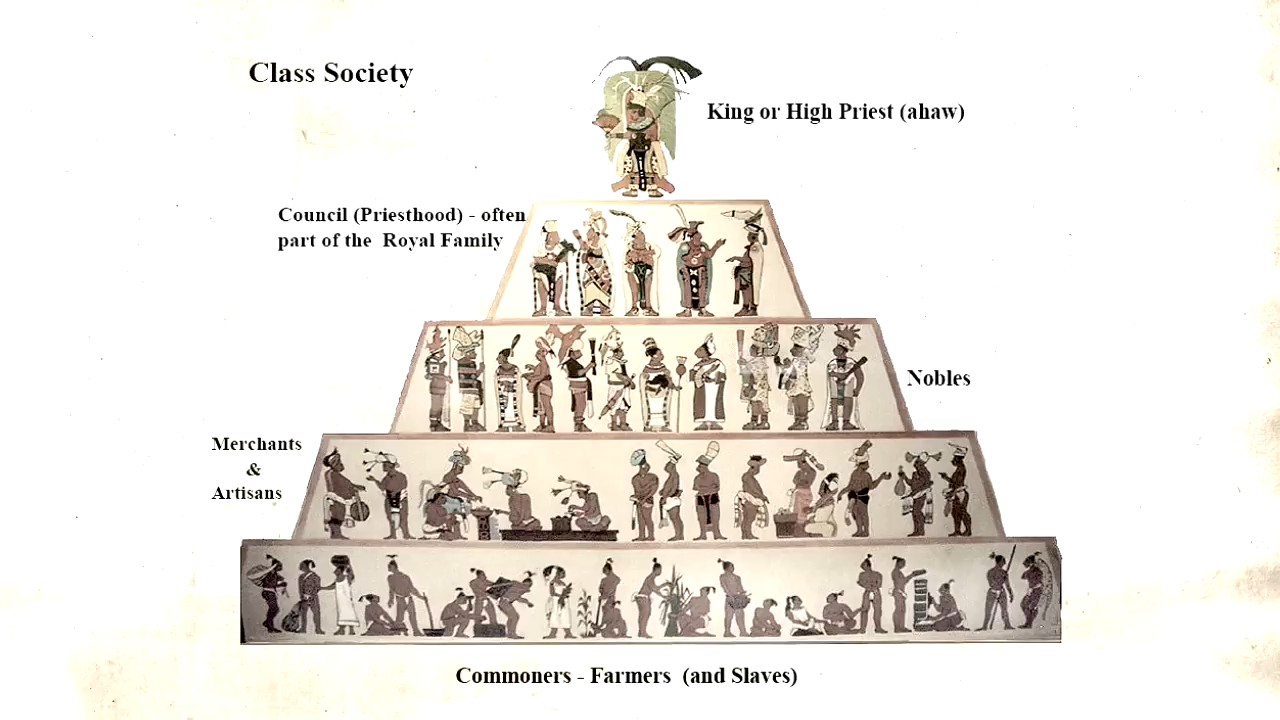 Class Society
King or High Priest (ahaw)
Council (Priesthood) - often
part of the Royal Family
Nobles
Merchants
&
Artisans
Commoners - Farmers (and Slaves)